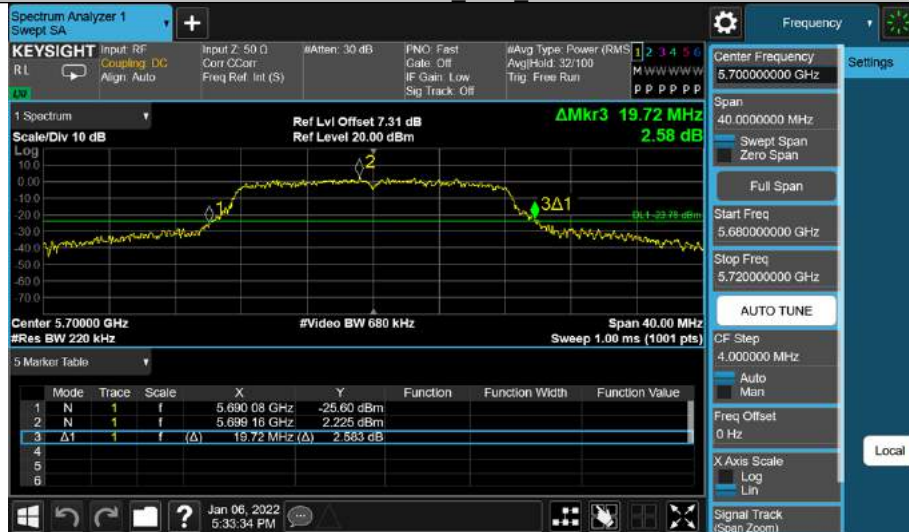 Spectrum Analyzer 1
Swept SA
Frequency
KEYSIGHT
RL
LXI
Input: RF
Coupling: DC
Align: Auto
Input Z: 50 Ω
Corr CCorr
Freq Ref: Int (S)
#Atten: 30 dB
PNO: Fast
Gate: Off
IF Gain: Low
Sig Track: Off
#Avg Type: Power (RMS
Avg|Hold: 32/100
Trig: Free Run
1 2 3 4 5 6
M W W W W W
P P P P P P
1 Spectrum
Scale/Div 10 dB
Ref Lvl Offset 7.31 dB
Ref Level 20.00 dBm
ΔMkr3 19.72 MHz
2.58 dB
Log
10.0
0.00
-10.0
-20.0
-30.0
-40.0
-50.0
-60.0
-70.0
1
2
3Δ1
DL1 -23.78 dBm
Center 5.70000 GHz
#Video BW 680 kHz
Span 40.00 MHz
#Res BW 220 kHz
Sweep 1.00 ms (1001 pts)
5 Marker Table
Mode Trace Scale X Y Function Function Width Function Value
1 N 1 f 5.690 08 GHz -25.60 dBm
2 N 1 f 5.699 16 GHz 2.225 dBm
3 Δ1 1 f (Δ) 19.72 MHz (Δ) 2.583 dB
4
5
6
Jan 06, 2022
5:33:34 PM
Center Frequency
5.700000000 GHz
Settings
Span
40.0000000 MHz
Swept Span
Zero Span
Full Span
Start Freq
5.680000000 GHz
Stop Freq
5.720000000 GHz
AUTO TUNE
CF Step
4.000000 MHz
Auto
Man
Freq Offset
0 Hz
X Axis Scale
Log
Lin
Local
Signal Track
(Span Zoom)